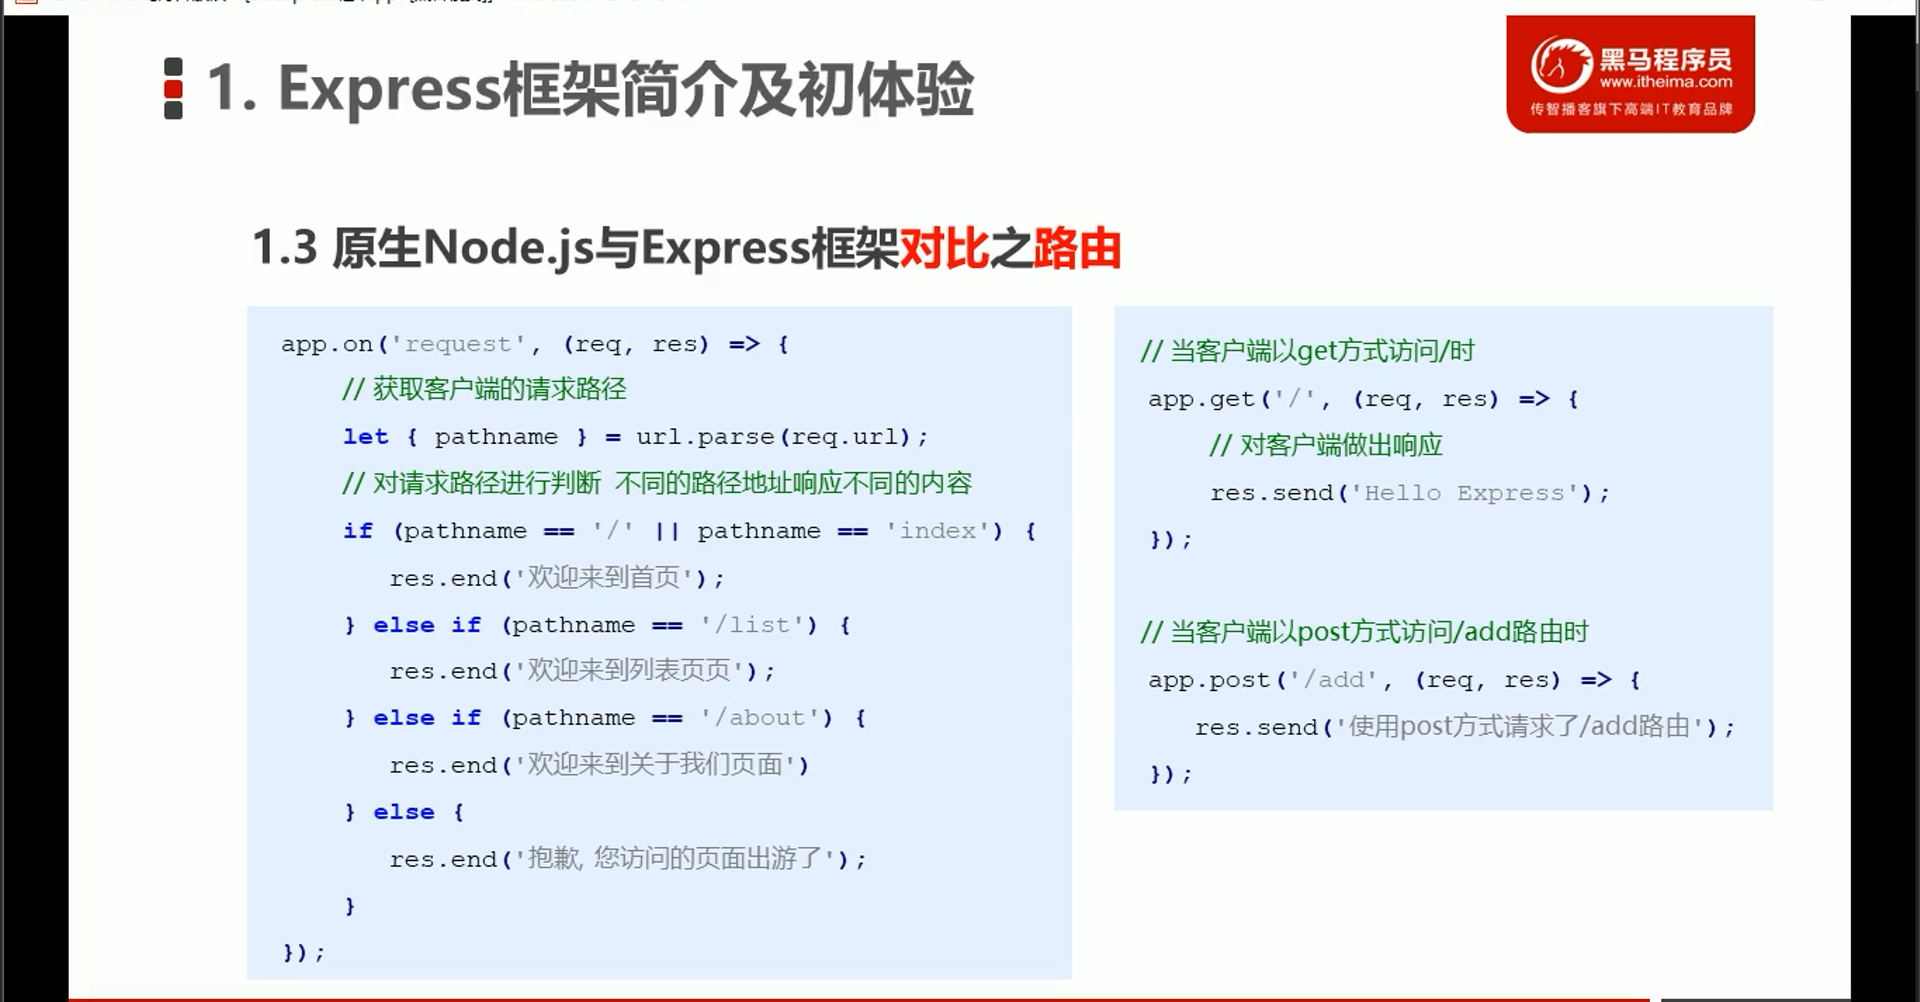 1. Express框架简介及初体验
黑马程序员
www.itheima.com
传智播客旗下高端IT教育品牌
1.3 原生Node.js与Express框架对比之路由
app.on('request', (req, res) => {
// 获取客户端的请求路径
let { pathname } = url.parse(req.url);
// 对请求路径进行判断 不同的路径地址响应不同的内容
if (pathname == '/' || pathname == 'index') {
res.end('欢迎来到首页');
} else if (pathname == '/list') {
res.end('欢迎来到列表页页');
} else if (pathname == '/about') {
res.end('欢迎来到关于我们页面')
} else {
res.end('抱歉, 您访问的页面出游了');
}
});
// 当客户端以get方式访问/时
app.get('/', (req, res) => {
// 对客户端做出响应
res.send('Hello Express');
});
// 当客户端以post方式访问/add路由时
app.post('/add', (req, res) => {
res.send('使用post方式请求了/add路由');
});